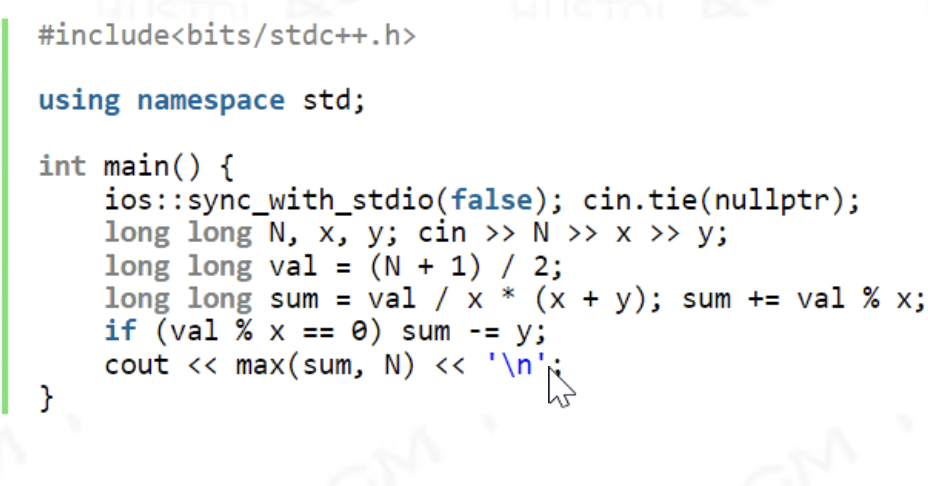 #include<bits/stdc++.h>
using namespace std;
int main() {
    ios::sync_with_stdio(false); cin.tie(nullptr);
    long long N, x, y; cin >> N >> x >> y;
    long long val = (N + 1) / 2;
    long long sum = val / x * (x + y); sum += val % x;
    if (val % x == 0) sum -= y;
    cout << max(sum, N) << '\n';
}